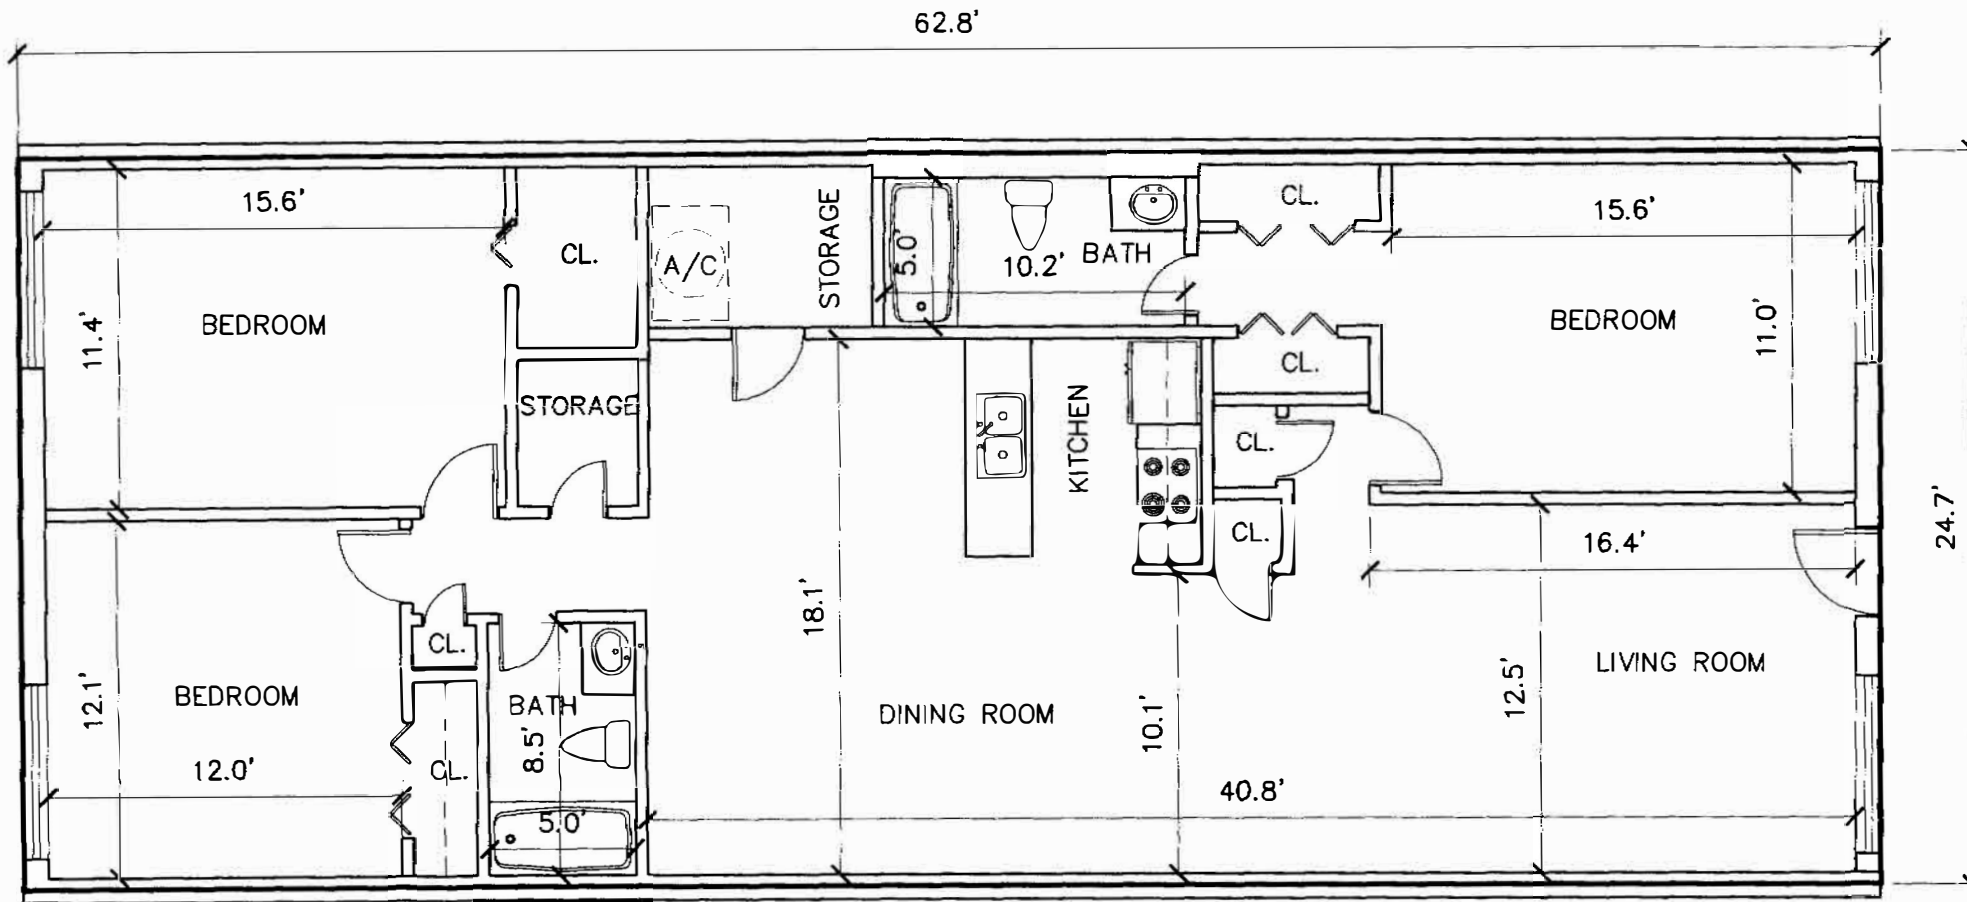 62.8'
15.6'
CL.
A/C
STORAGE
5.0'
10.2'
BATH
CL.
15.6'
11.4'
BEDROOM
BEDROOM
11.0'
CL.
STORAGE
KITCHEN
CL.
24.7'
CL.
16.4'
18.1'
CL.
12.1'
BEDROOM
BATH
8.5'
DINING ROOM
10.1'
12.5'
LIVING ROOM
12.0'
CL.
40.8'
5.0'